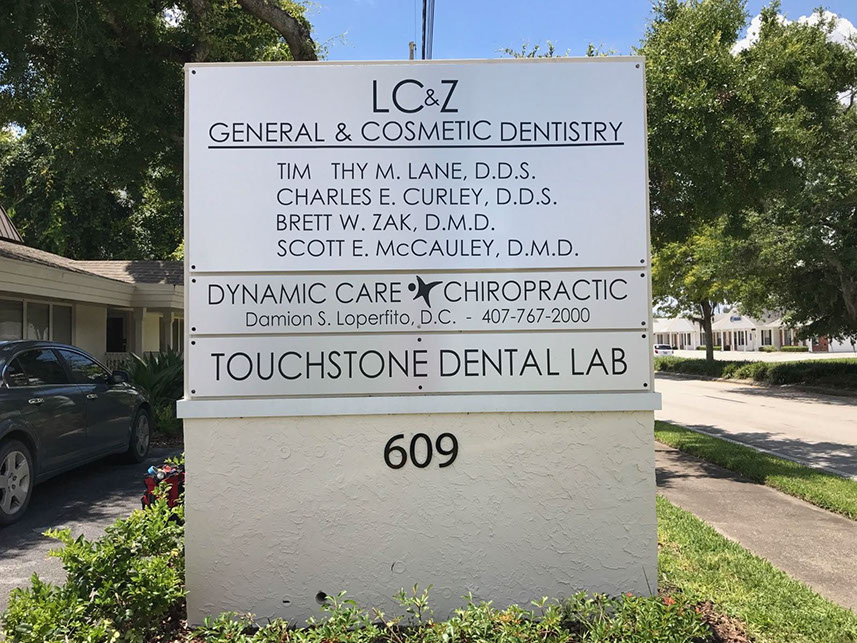 LC&Z
GENERAL & COSMETIC DENTISTRY
TIM THY M. LANE, D.D.S.
CHARLES E. CURLEY, D.D.S.
BRETT W. ZAK, D.M.D.
SCOTT E. McCAULEY, D.M.D.
DYNAMIC CARE CHIROPRACTIC
Damion S. Loperfito, D.C. - 407-767-2000
TOUCHSTONE DENTAL LAB
609